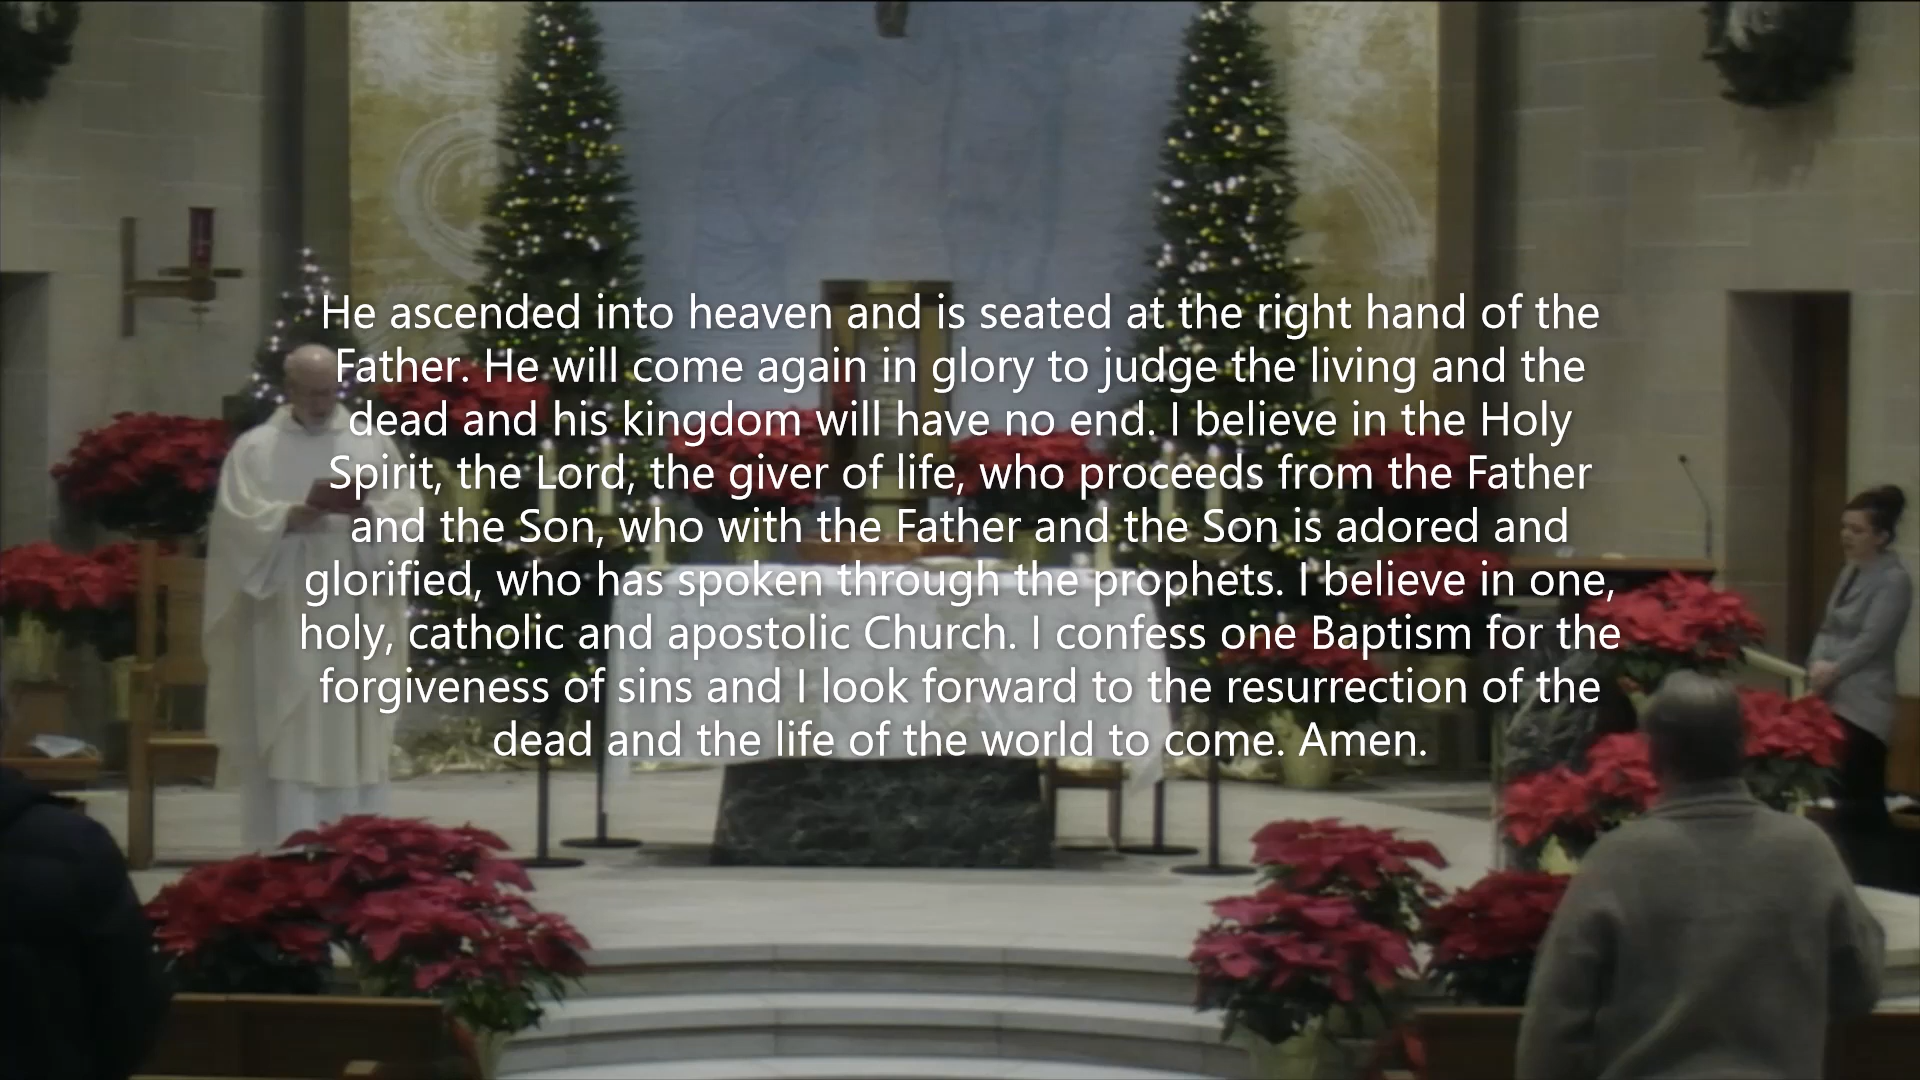 He ascended into heaven and is seated at the right hand of the
Father. He will come again in glory to judge the living and the
dead and his kingdom will have no end. I believe in the Holy
Spirit, the Lord, the giver of life, who proceeds from the Father
and the Son, who with the Father and the Son is adored and
glorified, who has spoken through the prophets. I believe in one,
holy, catholic and apostolic Church. I confess one Baptism for the
forgiveness of sins and I look forward to the resurrection of the
dead and the life of the world to come. Amen.